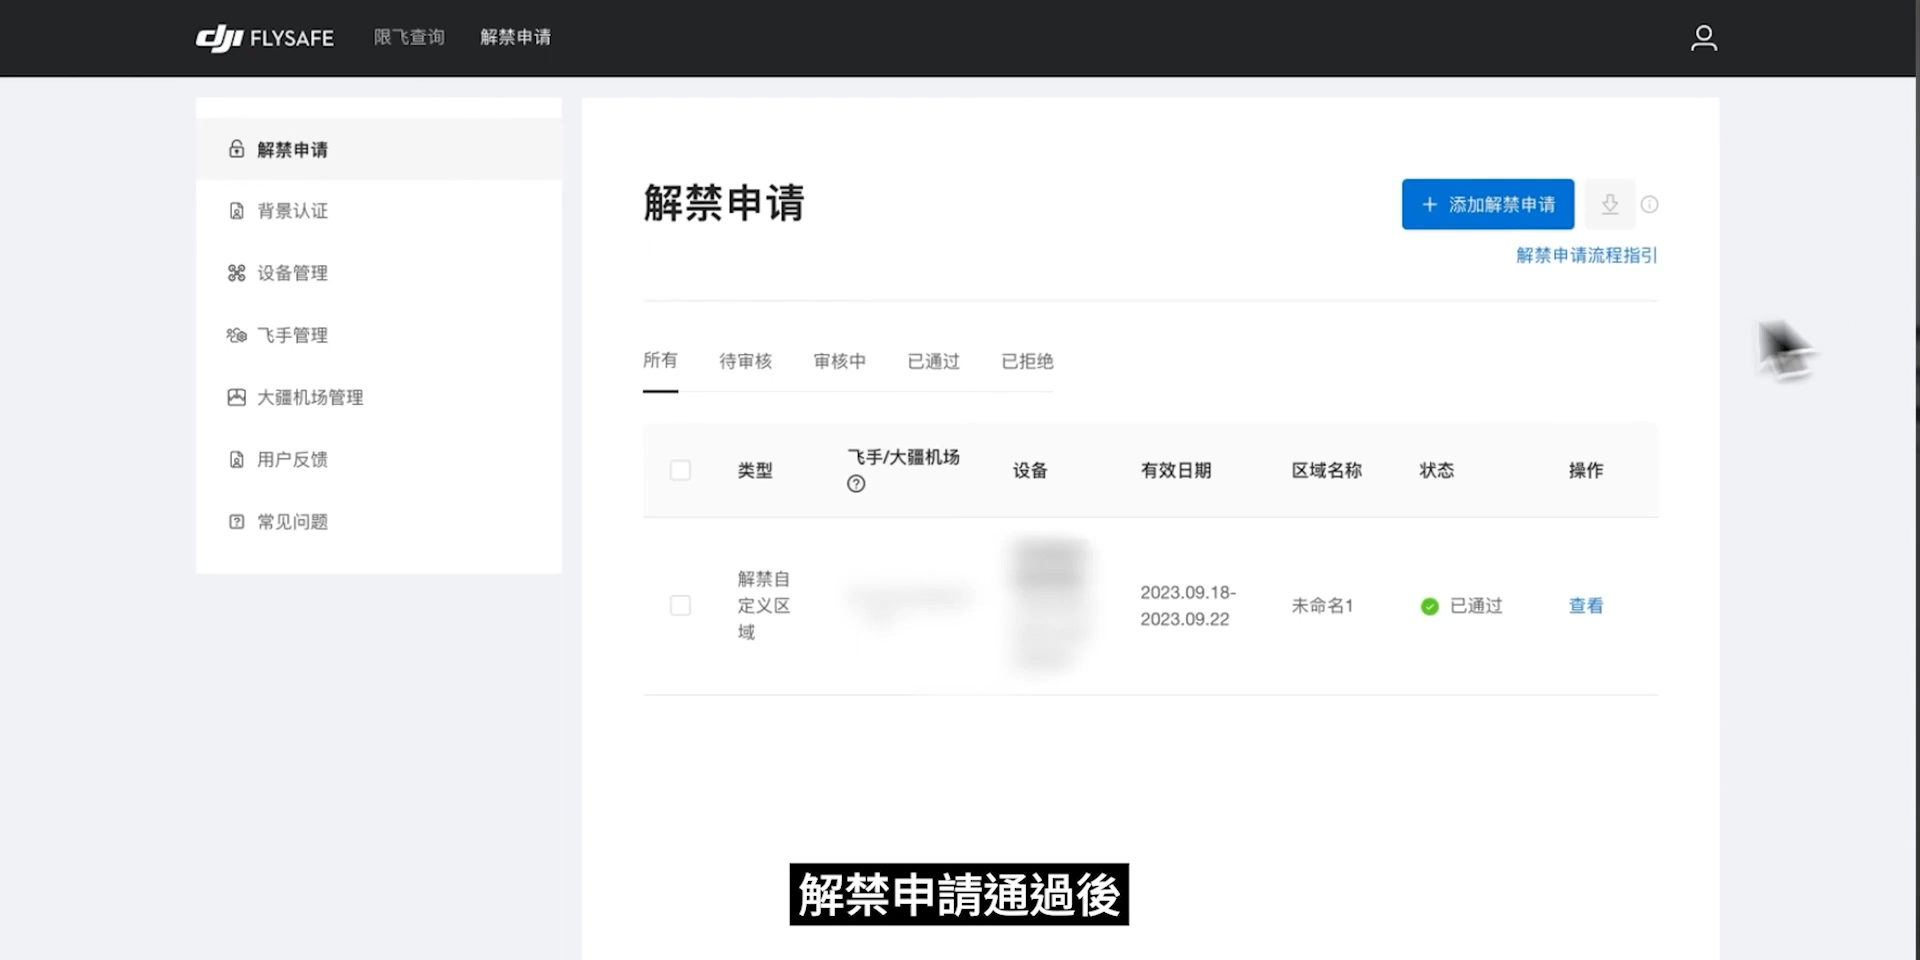 dji FLYSAFE 限飞查询 解禁申请
解禁申请
背景认证
设备管理
飞手管理
大疆机场管理
用户反馈
常见问题
解禁申请
+ 添加解禁申请
解禁申请流程指引
所有 待审核 审核中 已通过 已拒绝
类型 飞手/大疆机场 设备 有效日期 区域名称 状态 操作
解禁自
定义区
域
2023.09.18-
2023.09.22
未命名1
已通过
查看
解禁申請通過後